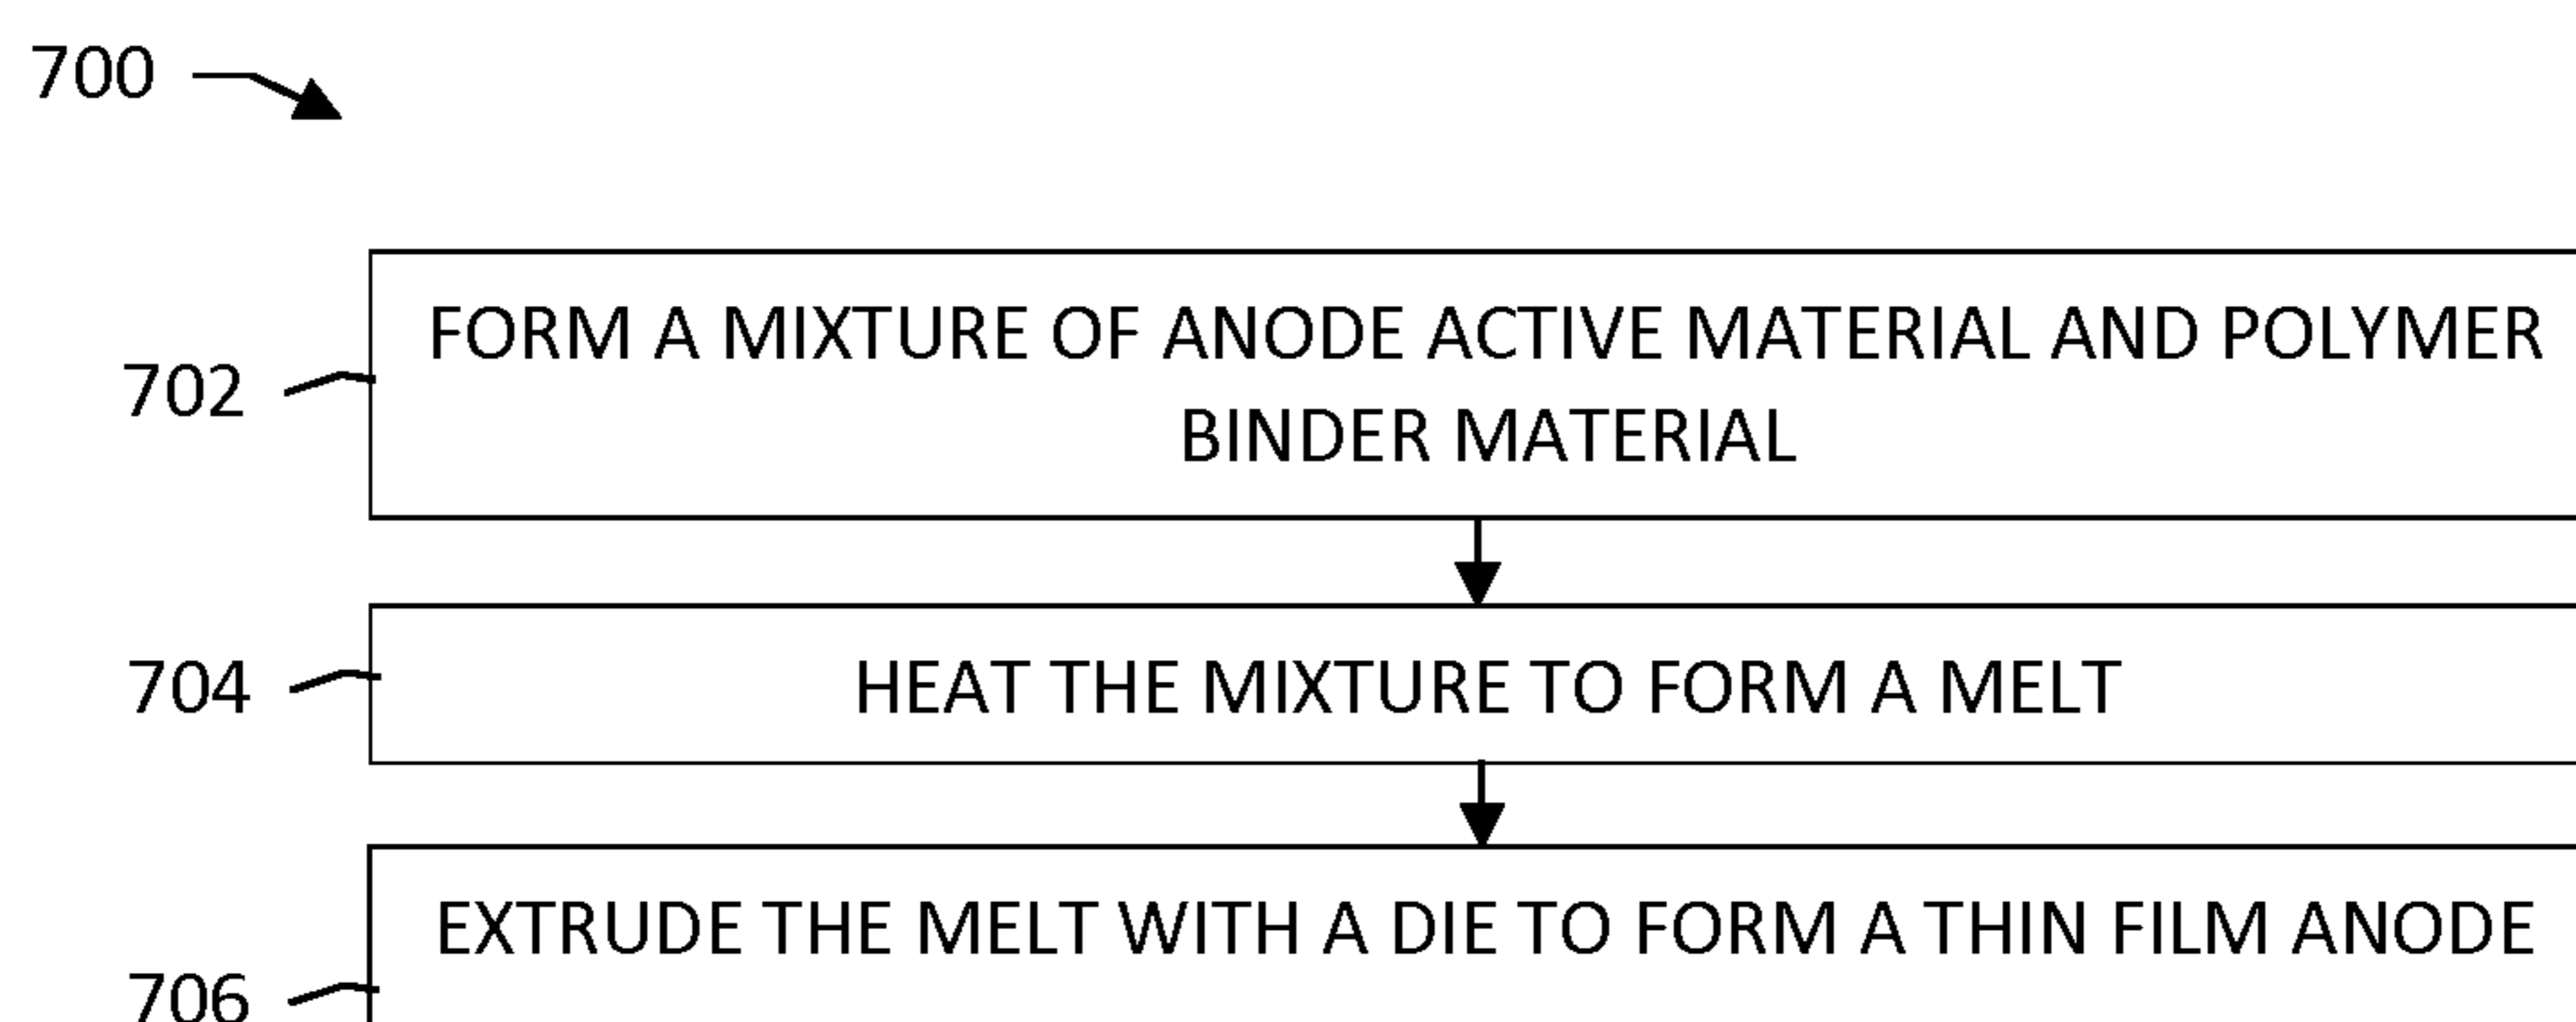 700
702
FORM A MIXTURE OF ANODE ACTIVE MATERIAL AND POLYMER
BINDER MATERIAL
704
HEAT THE MIXTURE TO FORM A MELT
EXTRUDE THE MELT WITH A DIE TO FORM A THIN FILM ANODE
706